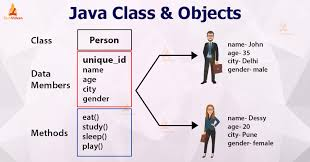 Java Class & Objects
Class
Person
Data
Members
unique_id
name
age
city
gender
Methods
eat()
study()
sleep()
play()
name- John
age- 35
city- Delhi
gender- male
name- Dessy
age- 20
city- Pune
gender- female